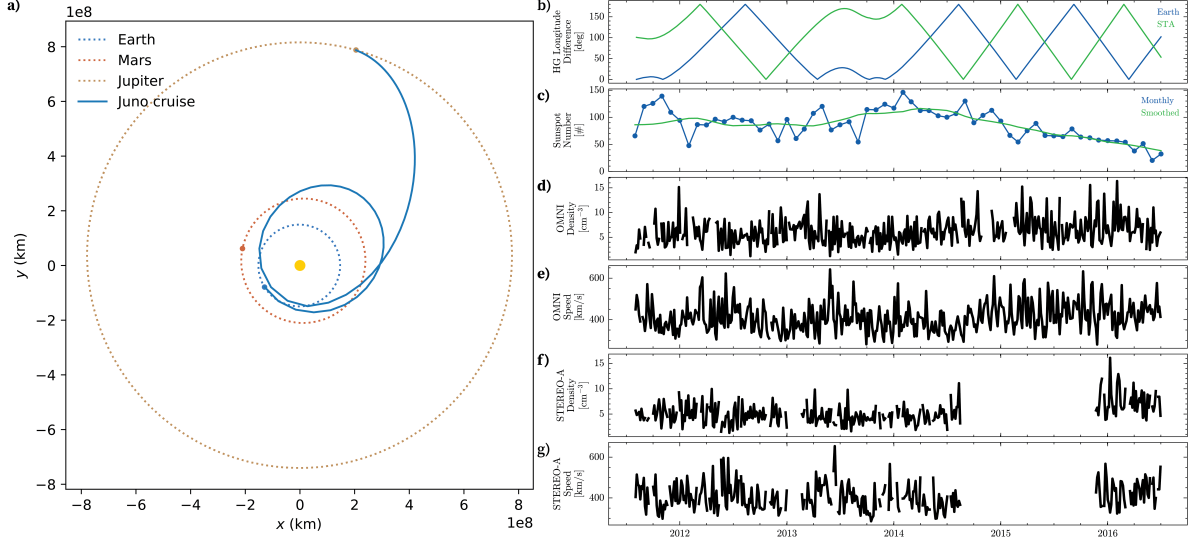 a)
1e8
Earth
Mars
Jupiter
Juno cruise
8
6
4
2
0
−2
−4
−6
−8
y (km)
−8 −6 −4 −2 0 2 4 6 8
x (km)
1e8
b)
HG Longitude
Difference
[deg]
150
100
50
0
Earth
STA
c)
Sunspot
Number
[#]
150
100
50
0
Monthly
Smoothed
d)
OMNI
Density
[cm−3]
15
10
5
e)
OMNI
Speed
[km/s]
600
400
f)
STEREO-A
Density
[cm−3]
15
10
5
g)
STEREO-A
Speed
[km/s]
600
400
2012 2013 2014 2015 2016